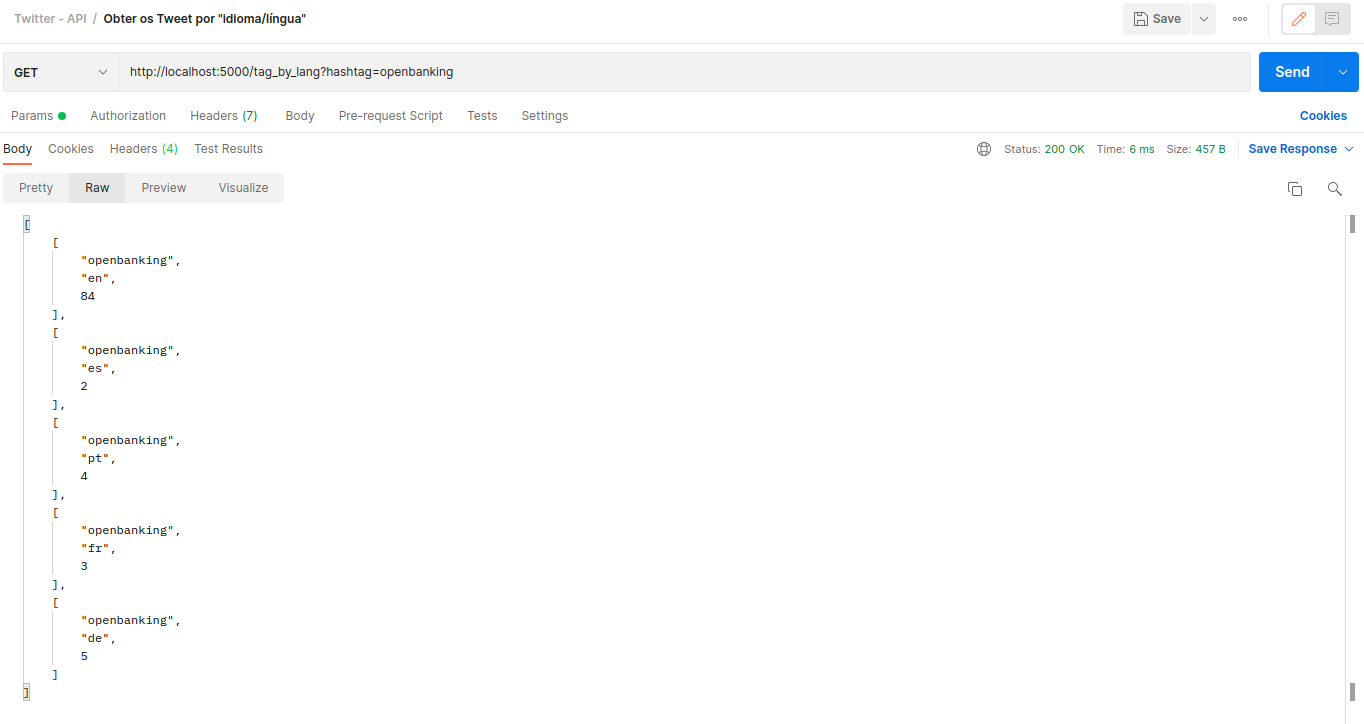 Twitter - API / Obter os Tweet por "idioma/língua"
Save
GET http://localhost:5000/tag_by_lang?hashtag=openbanking Send
Params Authorization Headers (7) Body Pre-request Script Tests Settings Cookies
Body Cookies Headers (4) Test Results Status: 200 OK Time: 6 ms Size: 457 B Save Response
Pretty Raw Preview Visualize
[
[
"openbanking",
"en",
84
],
[
"openbanking",
"es",
2
],
[
"openbanking",
"pt",
4
],
[
"openbanking",
"fr",
3
],
[
"openbanking",
"de",
5
]
]